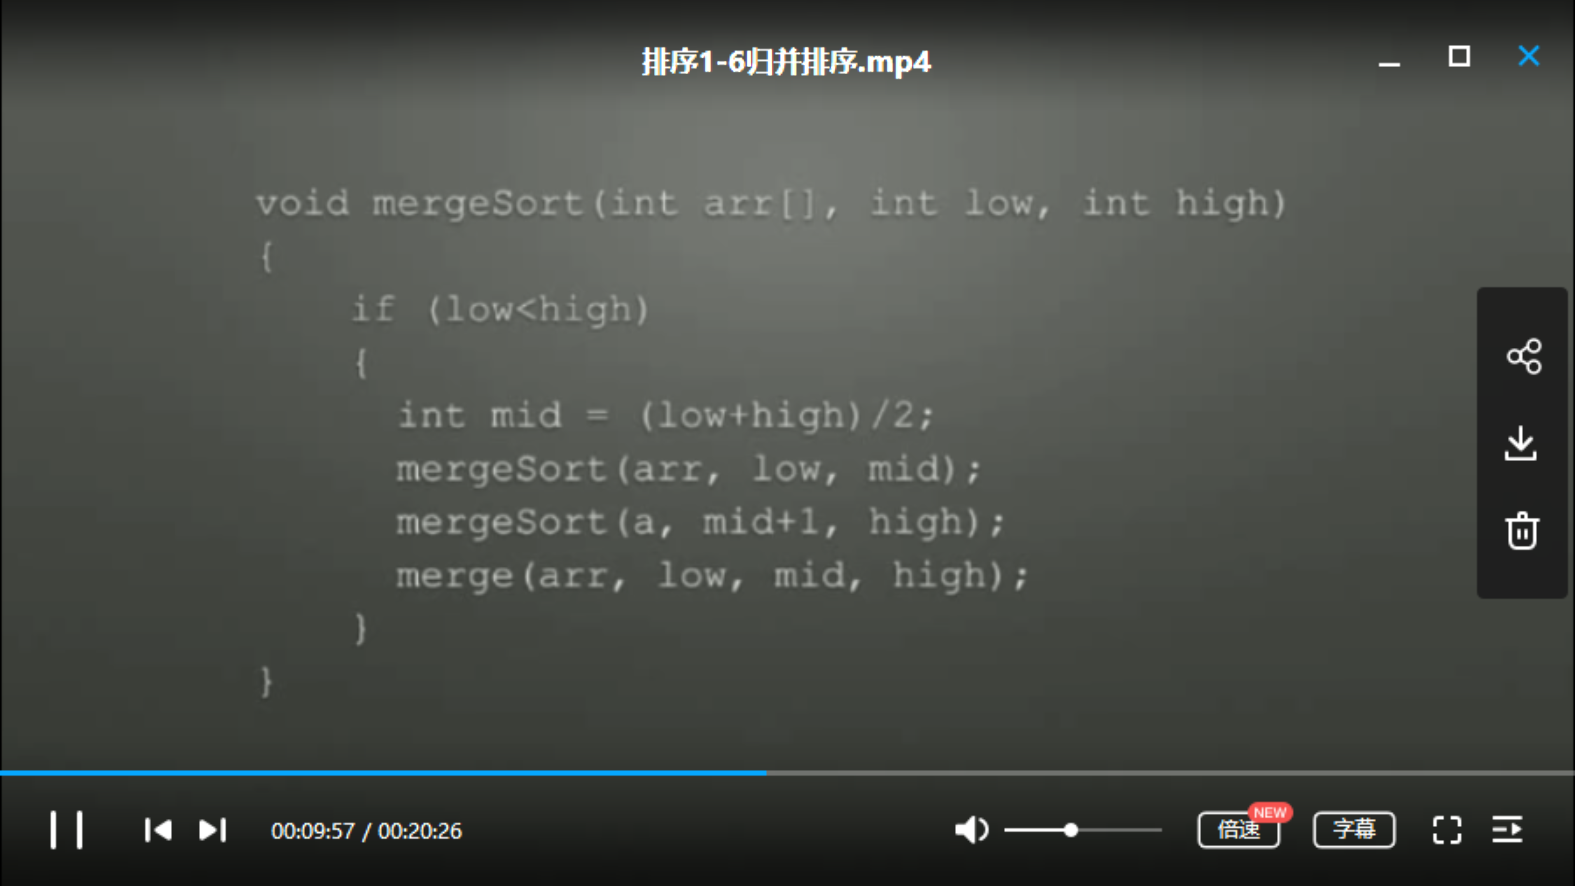 排序1-6归并排序.mp4
void mergeSort(int arr[], int low, int high)
{
if (low<high)
{
int mid = (low+high)/2;
mergeSort(arr, low, mid);
mergeSort(a, mid+1, high);
merge(arr, low, mid, high);
}
}
00:09:57 / 00:20:26
倍速 NEW
字幕